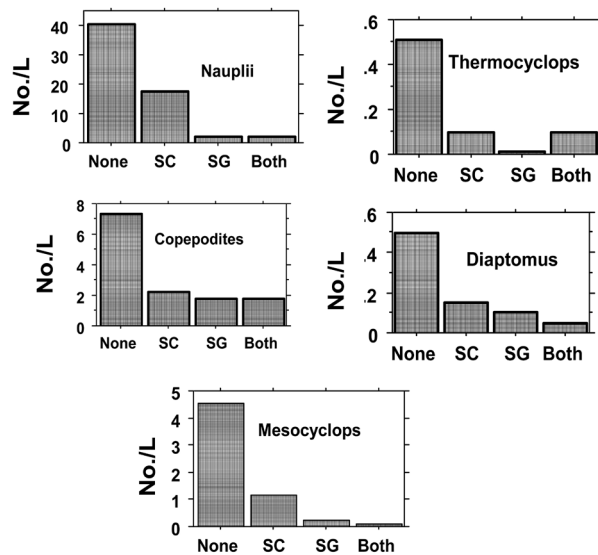 No./L
40
30
20
10
0
Nauplii
None SC SG Both
No./L
.6
.4
.2
0
Thermocyclops
None SC SG Both
No./L
8
6
4
2
0
Copepodites
None SC SG Both
No./L
.6
.4
.2
0
Diaptomus
None SC SG Both
No./L
5
4
3
2
1
0
Mesocyclops
None SC SG Both